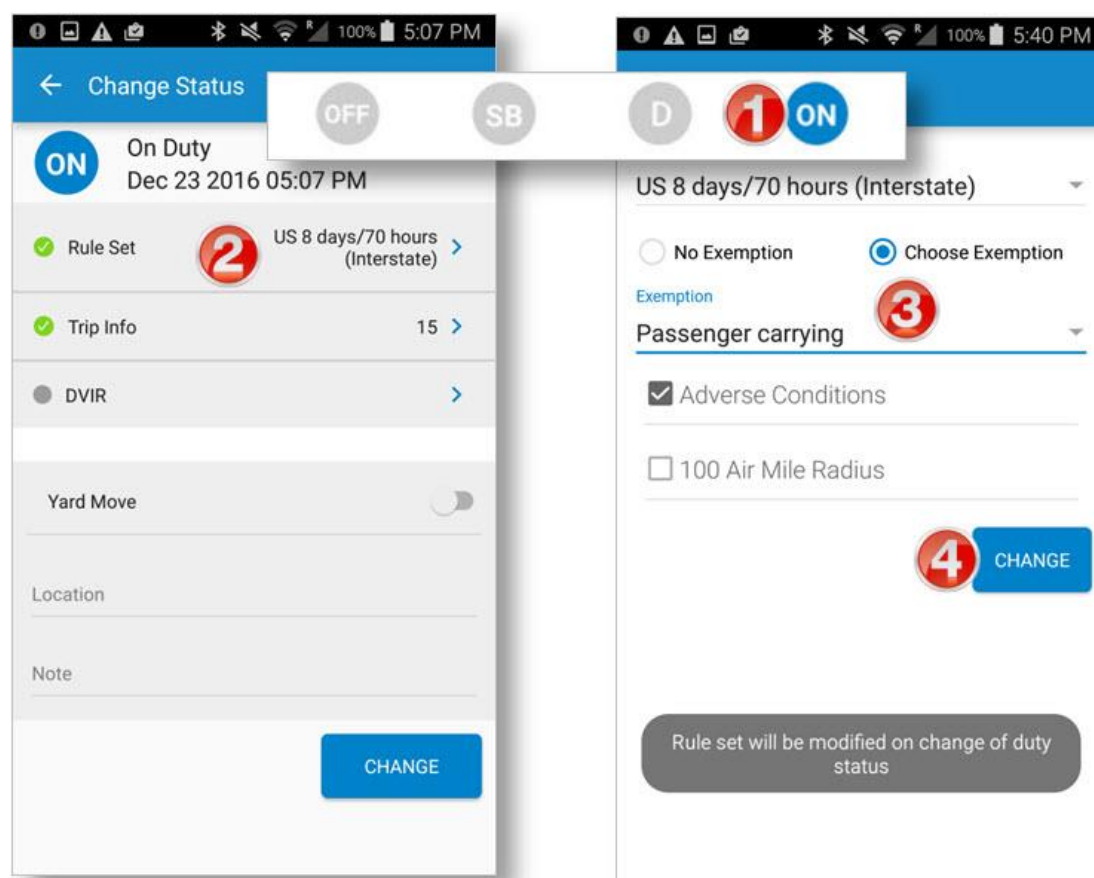 100% 5:07 PM
Change Status
OFF SB D 1 ON
ON
On Duty
Dec 23 2016 05:07 PM
Rule Set
2
US 8 days/70 hours
(Interstate)
Trip Info
15
DVIR
Yard Move
Location
Note
CHANGE
R 100% 5:40 PM
US 8 days/70 hours (Interstate)
No Exemption
Choose Exemption
Exemption
3
Passenger carrying
Adverse Conditions
100 Air Mile Radius
4
CHANGE
Rule set will be modified on change of duty
status